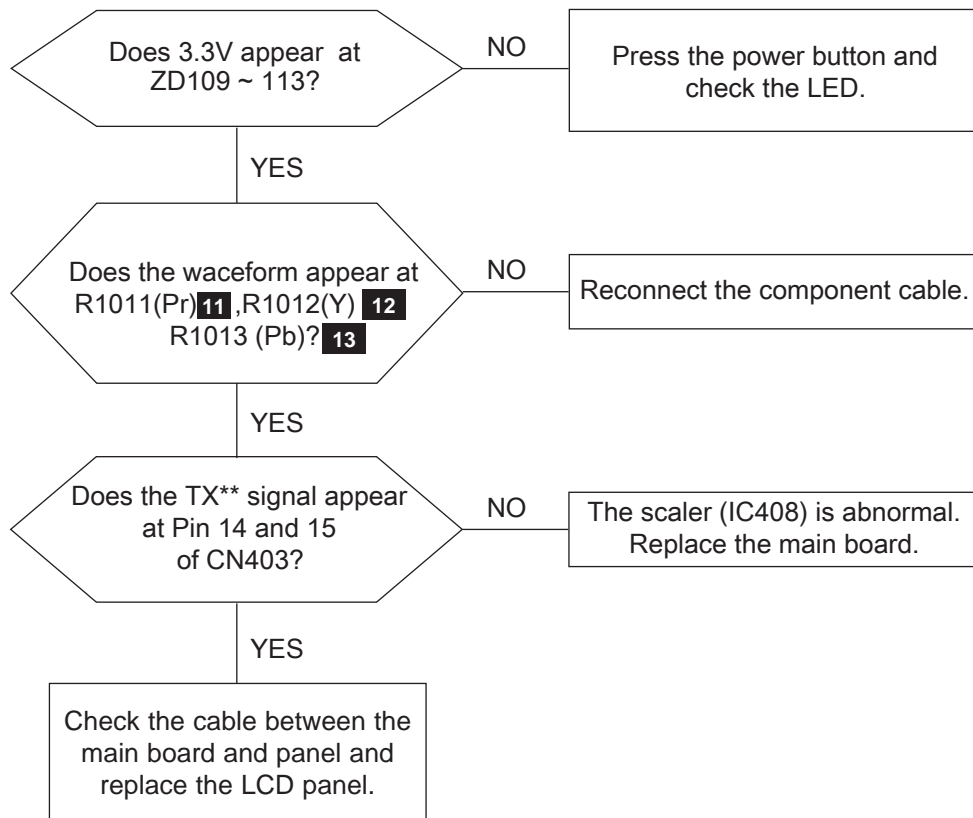 Does 3.3V appear at
ZD109 ~ 113?
NO
Press the power button and
check the LED.
YES
Does the waceform appear at
R1011(Pr) 11 ,R1012(Y) 12
R1013 (Pb)? 13
NO
Reconnect the component cable.
YES
Does the TX** signal appear
at Pin 14 and 15
of CN403?
NO
The scaler (IC408) is abnormal.
Replace the main board.
YES
Check the cable between the
main board and panel and
replace the LCD panel.